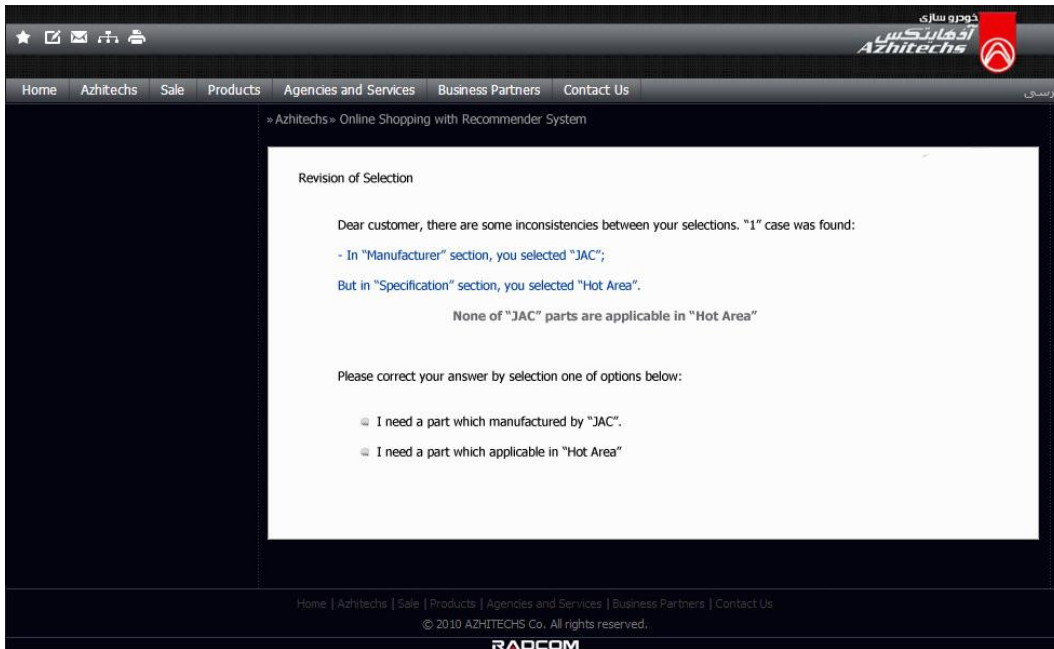 خودرو سازی
آذهایتکس
Azhitechs
Home Azhitechs Sale Products Agencies and Services Business Partners Contact Us
» Azhitechs » Online Shopping with Recommender System
Revision of Selection
Dear customer, there are some inconsistencies between your selections. “1” case was found:
- In “Manufacturer” section, you selected “JAC”;
But in “Specification” section, you selected “Hot Area”.
None of “JAC” parts are applicable in “Hot Area”
Please correct your answer by selection one of options below:
I need a part which manufactured by “JAC”.
I need a part which applicable in “Hot Area”
Home | Azhitechs | Sale | Products | Agencies and Services | Business Partners | Contact Us
© 2010 AZHITECHS Co. All rights reserved.
RADCOM